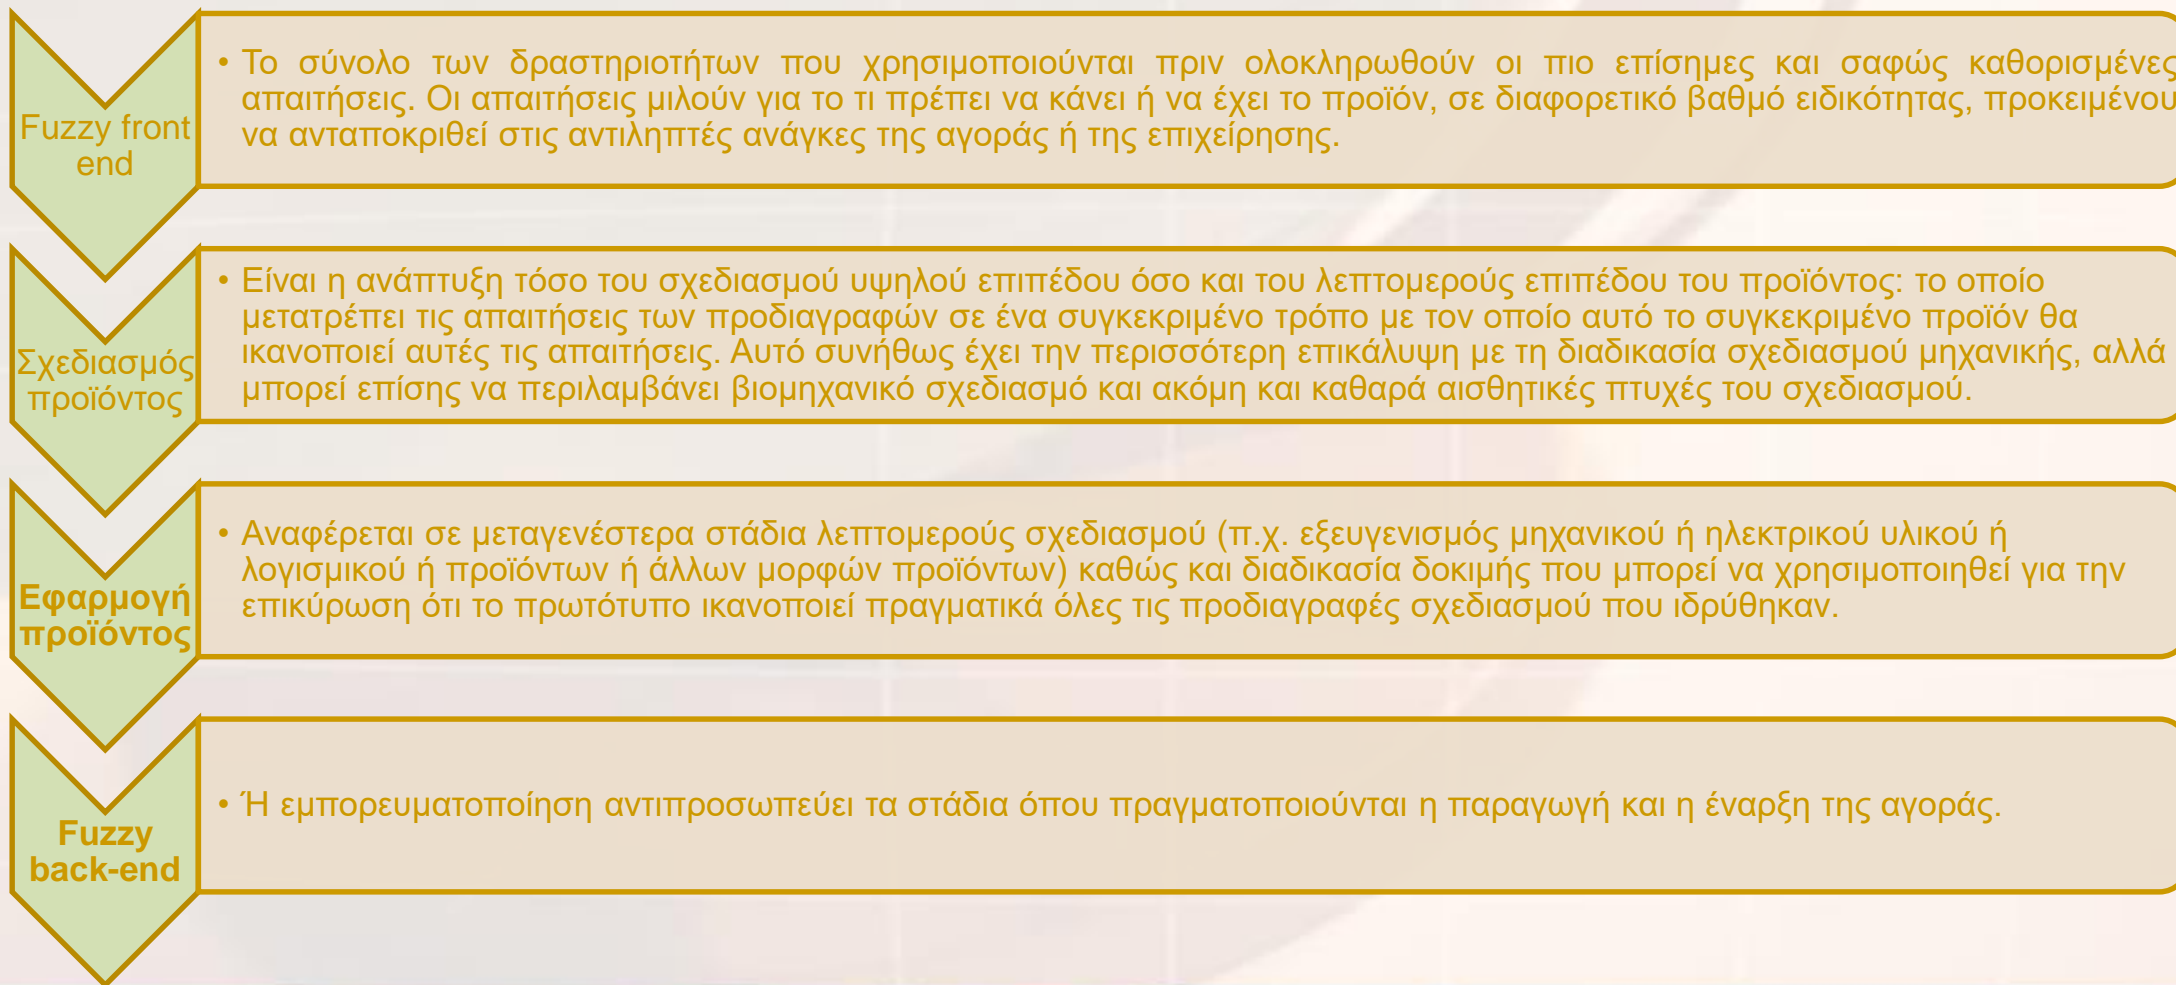 Fuzzy front
end
• Το σύνολο των δραστηριοτήτων που χρησιμοποιούνται πριν ολοκληρωθούν οι πιο επίσημες και σαφώς καθορισμένες
απαιτήσεις. Οι απαιτήσεις μιλούν για το τι πρέπει να κάνει ή να έχει το προϊόν, σε διαφορετικό βαθμό ειδικότητας, προκειμένου
να ανταποκριθεί στις αντιληπτές ανάγκες της αγοράς ή της επιχείρησης.
Σχεδιασμός
προϊόντος
• Είναι η ανάπτυξη τόσο του σχεδιασμού υψηλού επιπέδου όσο και του λεπτομερούς επιπέδου του προϊόντος: το οποίο
μετατρέπει τις απαιτήσεις των προδιαγραφών σε ένα συγκεκριμένο τρόπο με τον οποίο αυτό το συγκεκριμένο προϊόν θα
ικανοποιεί αυτές τις απαιτήσεις. Αυτό συνήθως έχει την περισσότερη επικάλυψη με τη διαδικασία σχεδιασμού μηχανικής, αλλά
μπορεί επίσης να περιλαμβάνει βιομηχανικό σχεδιασμό και ακόμη και καθαρά αισθητικές πτυχές του σχεδιασμού.
Εφαρμογή
προϊόντος
• Αναφέρεται σε μεταγενέστερα στάδια λεπτομερούς σχεδιασμού (π.χ. εξευγενισμός μηχανικού ή ηλεκτρικού υλικού ή
λογισμικού ή προϊόντων ή άλλων μορφών προϊόντων) καθώς και διαδικασία δοκιμής που μπορεί να χρησιμοποιηθεί για την
επικύρωση ότι το πρωτότυπο ικανοποιεί πραγματικά όλες τις προδιαγραφές σχεδιασμού που ιδρύθηκαν.
Fuzzy
back-end
• Ή εμπορευματοποίηση αντιπροσωπεύει τα στάδια όπου πραγματοποιούνται η παραγωγή και η έναρξη της αγοράς.